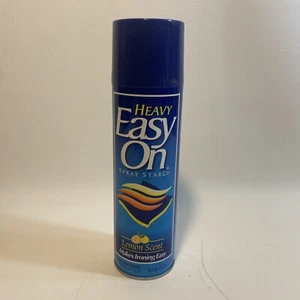 HEAVY
Easy
On
SPRAY STARCH
Lemon Scent
Makes Ironing Easy